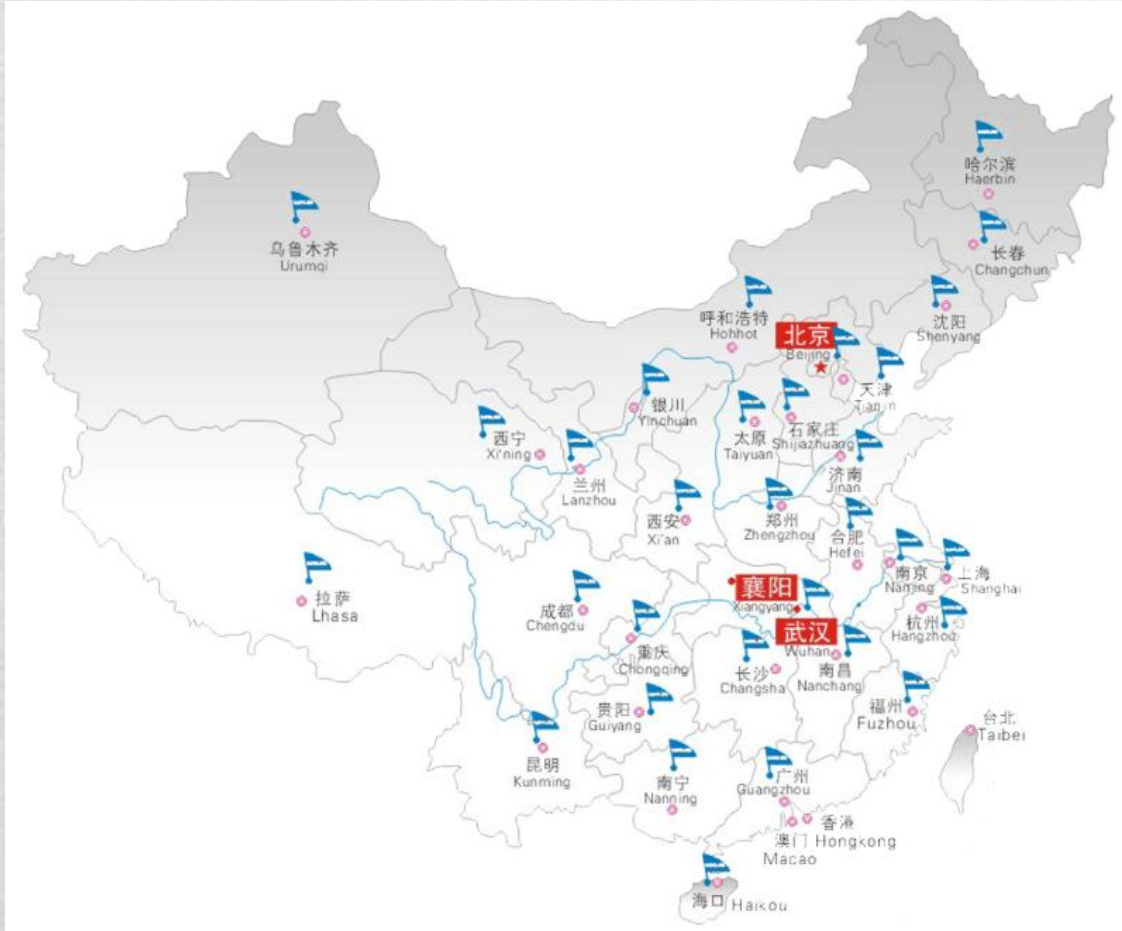 哈尔滨
Haerbin
乌鲁木齐
Urumqi
长春
Changchun
呼和浩特
Hohhot
沈阳
Shenyang
北京
Beijing
天津
Tianjin
银川
Yinchuan
西宁
Xi'ning
太原
Taiyuan
石家庄
Shijiazhuang
兰州
Lanzhou
济南
Jinan
西安
Xi'an
郑州
Zhengzhou
合肥
Hefei
南京
Nanjing
上海
Shanghai
襄阳
Xiangyang
拉萨
Lhasa
成都
Chengdu
杭州
Hangzhou
武汉
Wuhan
重庆
Chongqing
长沙
Changsha
南昌
Nanchang
贵阳
Guiyang
福州
Fuzhou
台北
Taibei
昆明
Kunming
南宁
Nanning
广州
Guangzhou
香港
Hongkong
澳门
Macao
海口 Haikou